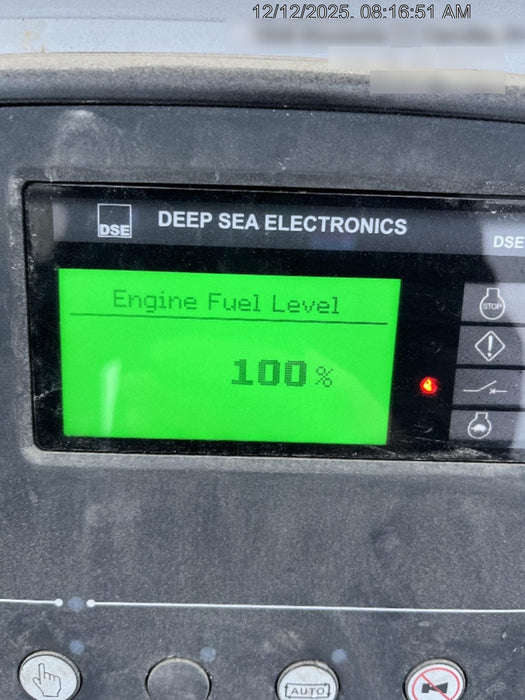 12/12/2025, 08:16:51 AM
DSE
DEEP SEA ELECTRONICS
DSE
Engine Fuel Level
100%
STOP
AUTO